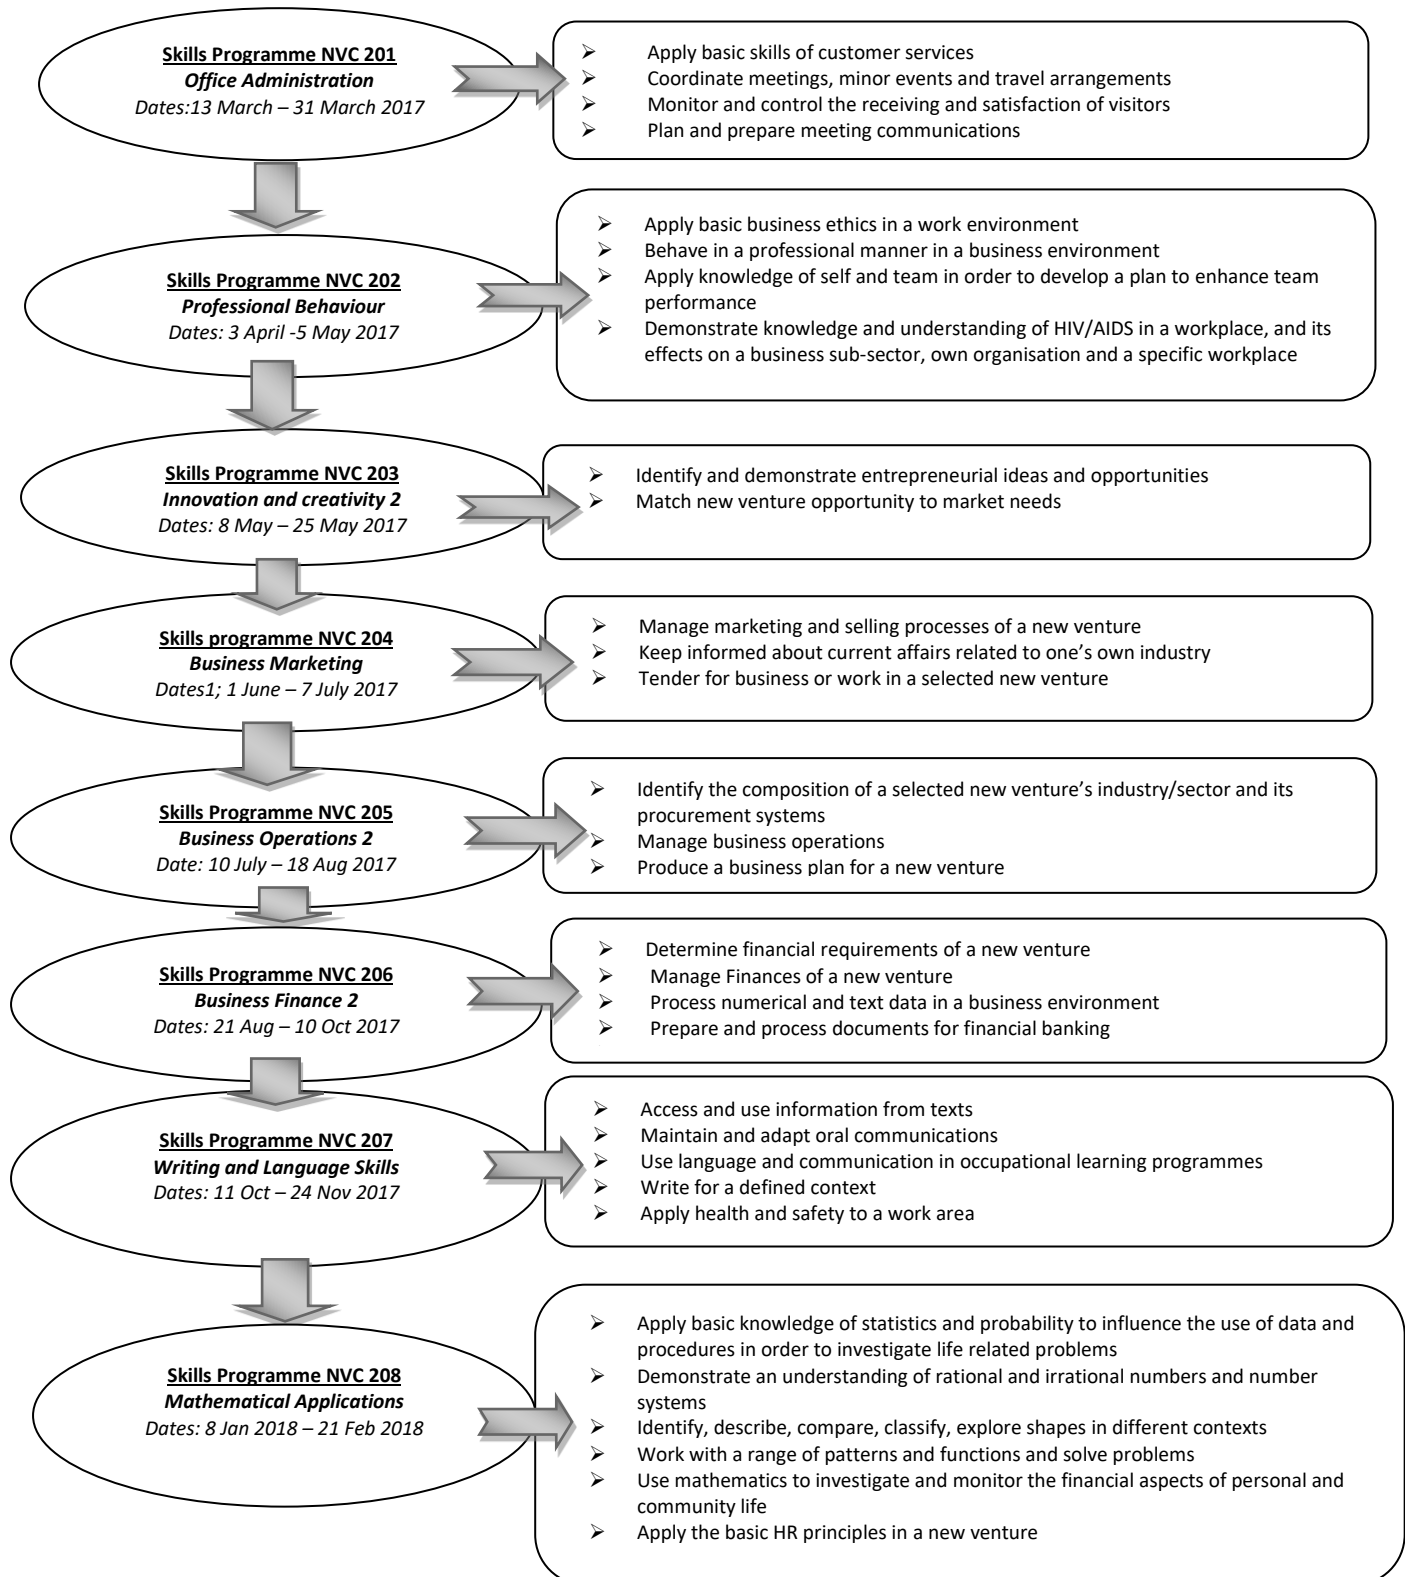 Skills Programme NVC 201
Office Administration
Dates:13 March – 31 March 2017
➢ Apply basic skills of customer services
➢ Coordinate meetings, minor events and travel arrangements
➢ Monitor and control the receiving and satisfaction of visitors
➢ Plan and prepare meeting communications
Skills Programme NVC 202
Professional Behaviour
Dates: 3 April -5 May 2017
➢ Apply basic business ethics in a work environment
➢ Behave in a professional manner in a business environment
➢ Apply knowledge of self and team in order to develop a plan to enhance team
performance
➢ Demonstrate knowledge and understanding of HIV/AIDS in a workplace, and its
effects on a business sub-sector, own organisation and a specific workplace
Skills Programme NVC 203
Innovation and creativity 2
Dates: 8 May – 25 May 2017
➢ Identify and demonstrate entrepreneurial ideas and opportunities
➢ Match new venture opportunity to market needs
Skills programme NVC 204
Business Marketing
Dates1; 1 June – 7 July 2017
➢ Manage marketing and selling processes of a new venture
➢ Keep informed about current affairs related to one’s own industry
➢ Tender for business or work in a selected new venture
Skills Programme NVC 205
Business Operations 2
Date: 10 July – 18 Aug 2017
➢ Identify the composition of a selected new venture’s industry/sector and its
procurement systems
➢ Manage business operations
➢ Produce a business plan for a new venture
Skills Programme NVC 206
Business Finance 2
Dates: 21 Aug – 10 Oct 2017
➢ Determine financial requirements of a new venture
➢ Manage Finances of a new venture
➢ Process numerical and text data in a business environment
➢ Prepare and process documents for financial banking
Skills Programme NVC 207
Writing and Language Skills
Dates: 11 Oct – 24 Nov 2017
➢ Access and use information from texts
➢ Maintain and adapt oral communications
➢ Use language and communication in occupational learning programmes
➢ Write for a defined context
➢ Apply health and safety to a work area
Skills Programme NVC 208
Mathematical Applications
Dates: 8 Jan 2018 – 21 Feb 2018
➢ Apply basic knowledge of statistics and probability to influence the use of data and
procedures in order to investigate life related problems
➢ Demonstrate an understanding of rational and irrational numbers and number
systems
➢ Identify, describe, compare, classify, explore shapes in different contexts
➢ Work with a range of patterns and functions and solve problems
➢ Use mathematics to investigate and monitor the financial aspects of personal and
community life
➢ Apply the basic HR principles in a new venture